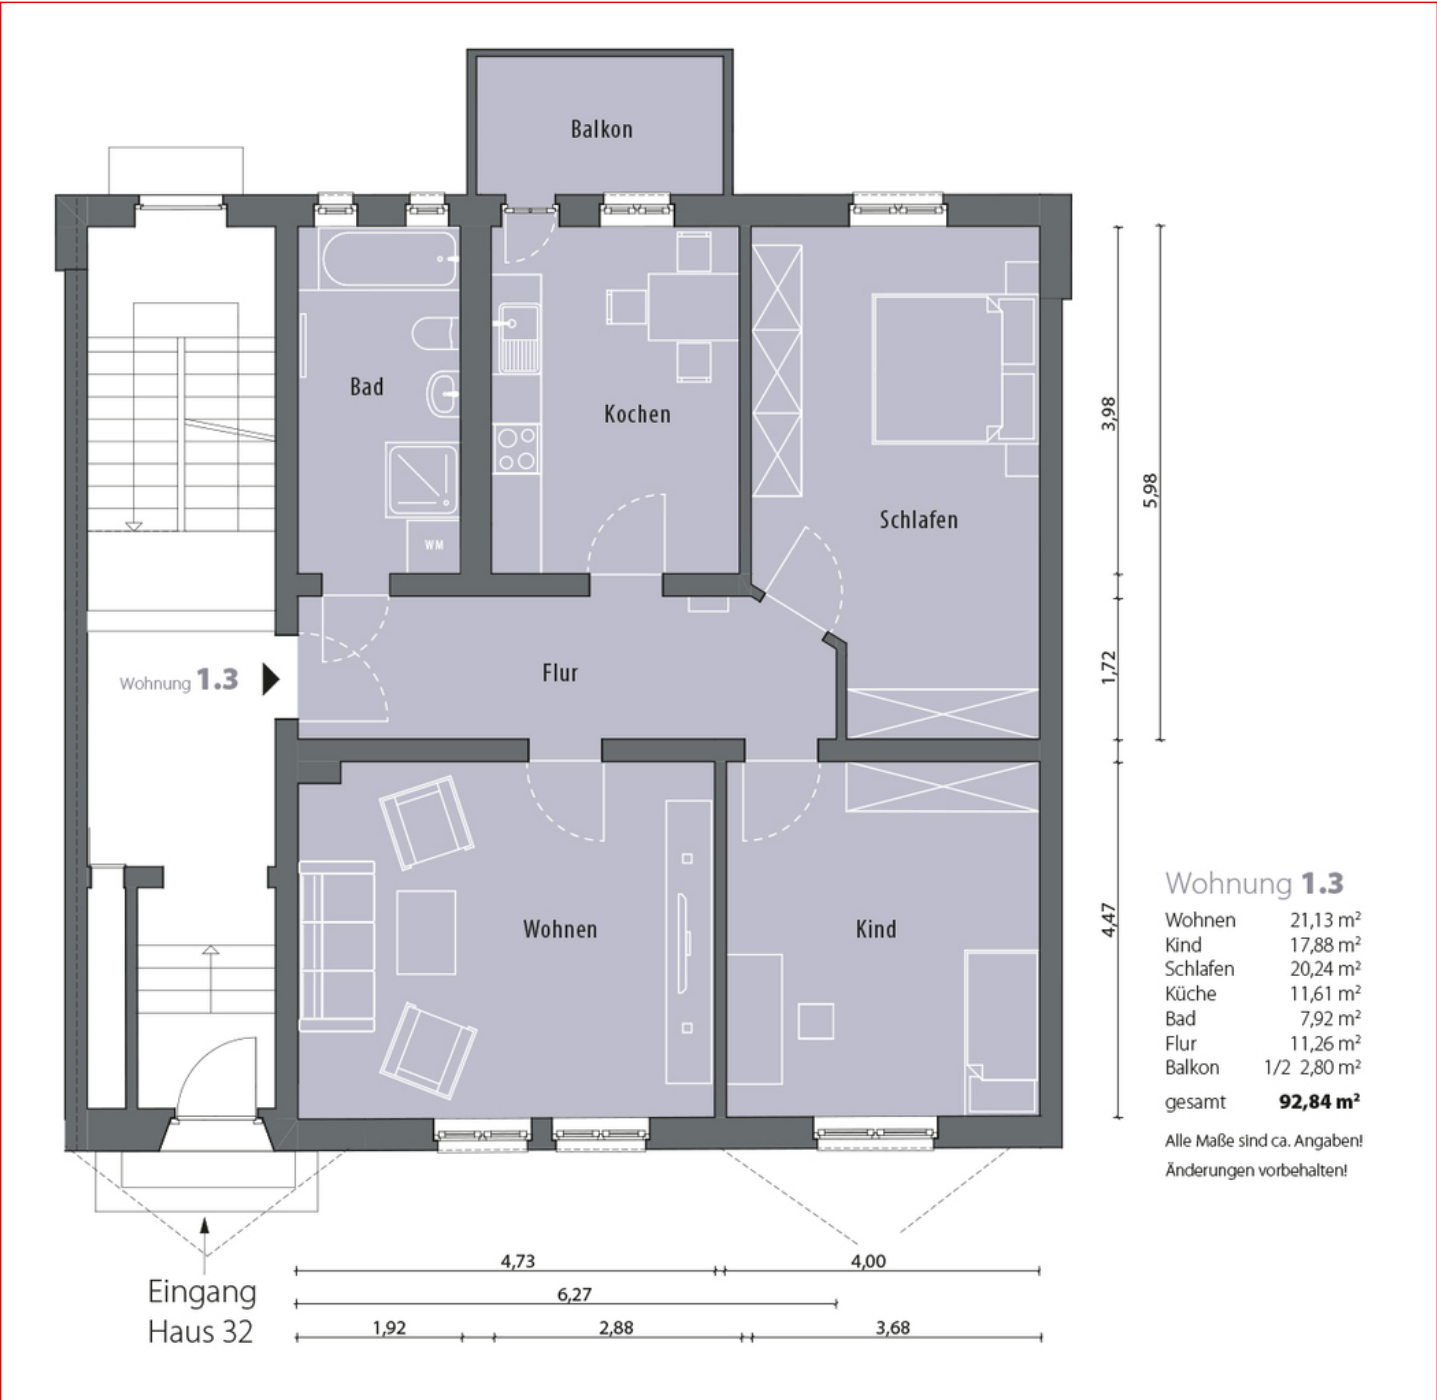 Balkon
Bad
Kochen
Schlafen
WM
Flur
Wohnung 1.3
Wohnen
Kind
3,98
5,98
1,72
4,47
Wohnung 1.3
Wohnen 21,13 m²
Kind 17,88 m²
Schlafen 20,24 m²
Küche 11,61 m²
Bad 7,92 m²
Flur 11,26 m²
Balkon 1/2 2,80 m²
gesamt 92,84 m²
Alle Maße sind ca. Angaben!
Änderungen vorbehalten!
Eingang
Haus 32
4,73 4,00
6,27
1,92 2,88 3,68